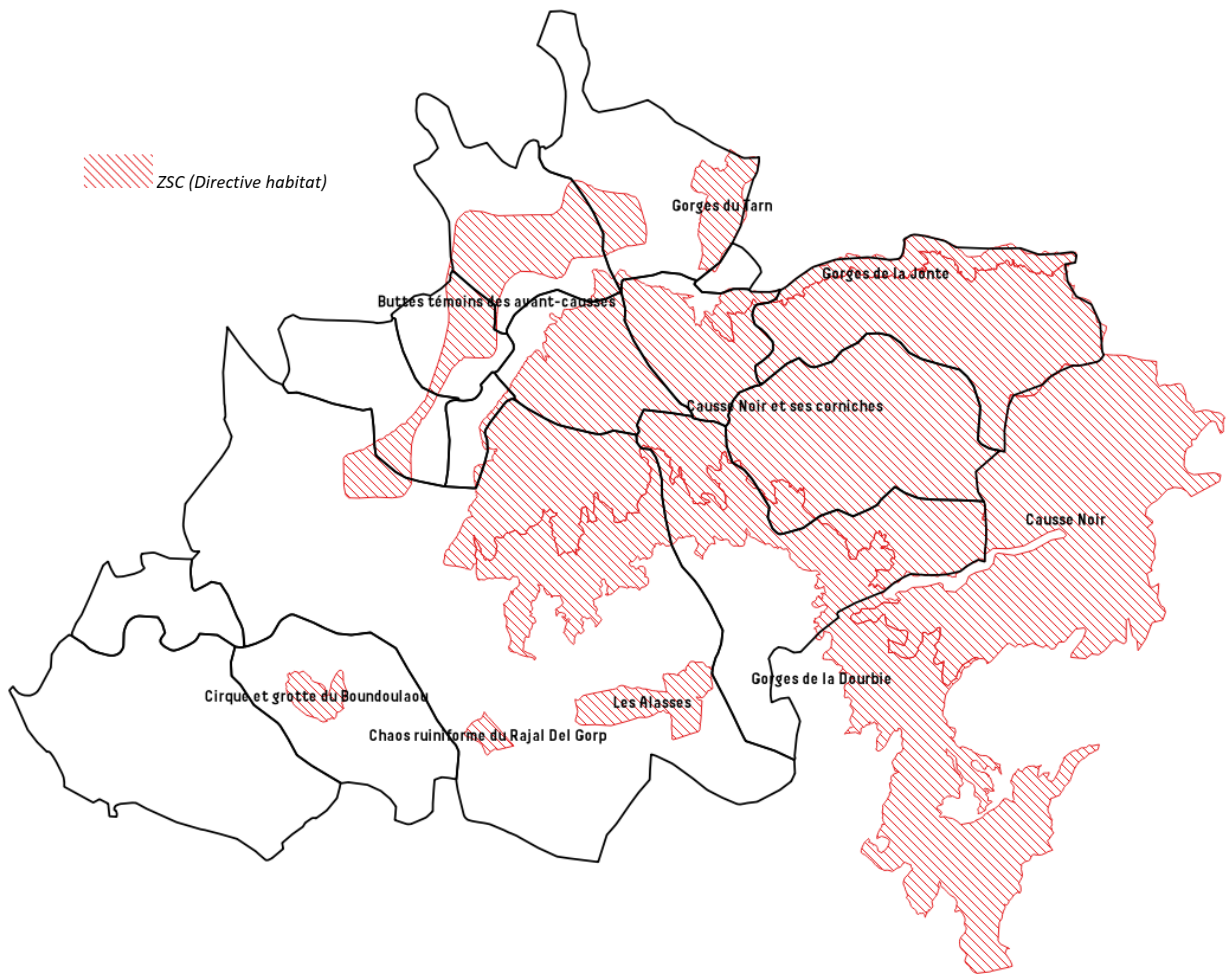 ZSC (Directive habitat)
Gorges du Tarn
Gorges de la Jonte
Buttes témoins des avant-causses
Causse Noir et ses corniches
Causse Noir
Gorges de la Dourbie
Cirque et grotte du Boundoulaou
Les Alasses
Chaos ruiniforme du Rajal Del Gorp